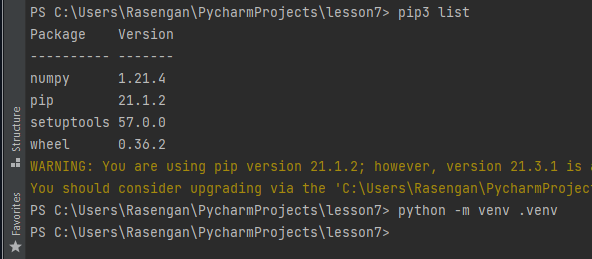 PS C:\Users\Rasengan\PycharmProjects\lesson7> pip3 list
Package    Version
---------- -------
numpy      1.21.4
pip        21.1.2
setuptools 57.0.0
wheel      0.36.2
WARNING: You are using pip version 21.1.2; however, version 21.3.1 is
You should consider upgrading via the 'C:\Users\Rasengan\PycharmProjec
PS C:\Users\Rasengan\PycharmProjects\lesson7> python -m venv .venv
PS C:\Users\Rasengan\PycharmProjects\lesson7>
Structure
Favorites